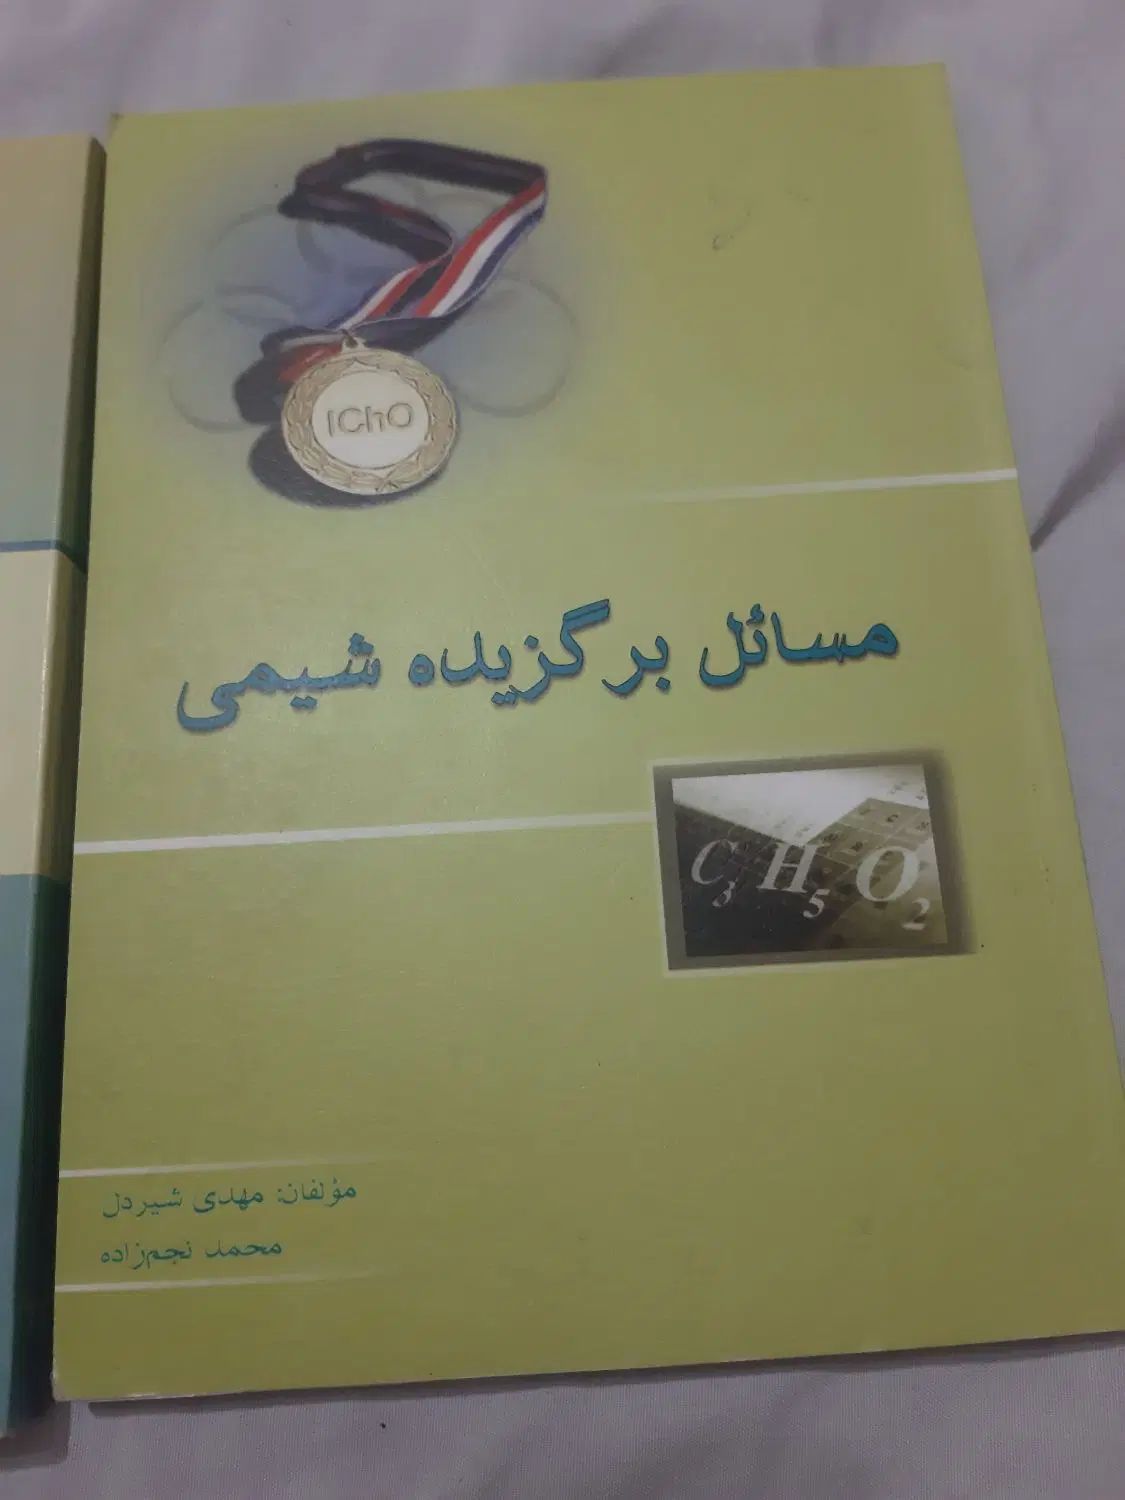 IChO
مسائل برگزیده شیمی
C3H5O2
مؤلفان: مهدی شیردل
محمد نجم‌زاده